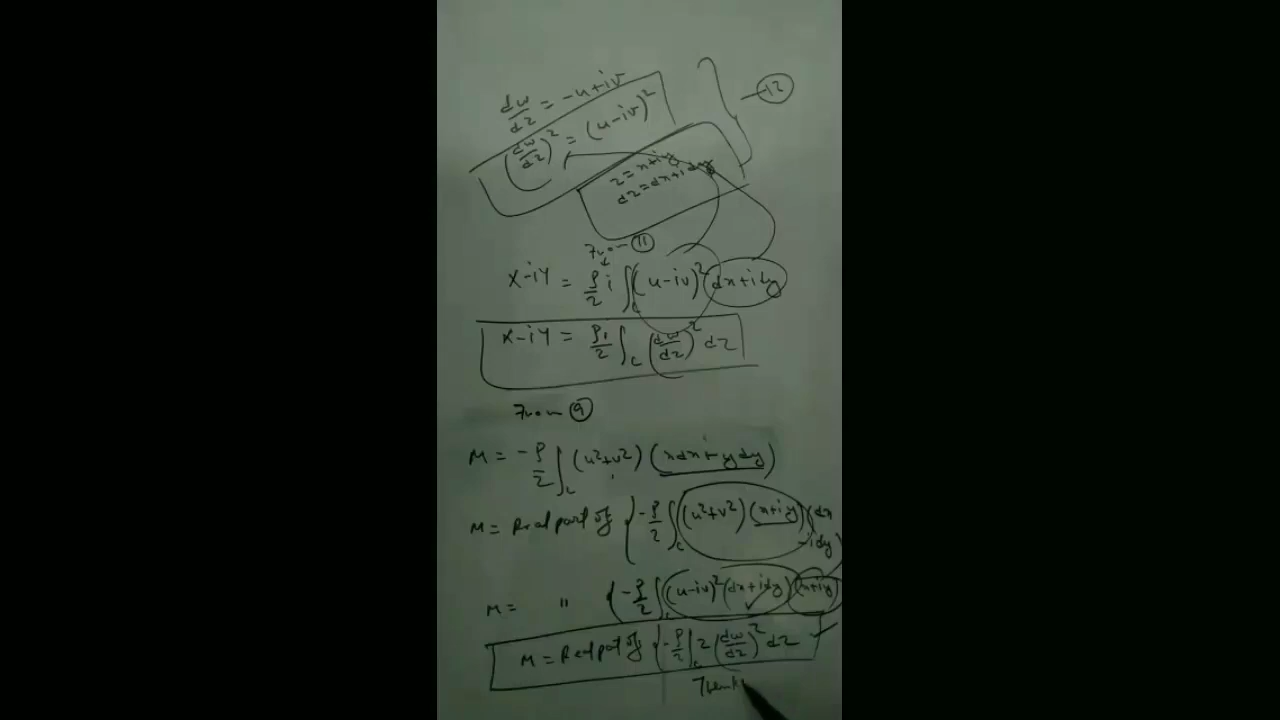 dw/dz = -u+iv
(dw/dz)² = (u-iv)²
12
z = x+iy
dz = dx+idy
From 11
X-iY = ρ/2 i ∫c (u-iv)² dx+idy
X-iY = ρi/2 ∫c (dw/dz)² dz
From 9
M = -ρ/2 ∫c (u²+v²) (xdx+ydy)
M = Real part of { -ρ/2 ∫c (u²+v²) (x+iy) (dx
-idy)
M = " { -ρ/2 ∫c (u-iv)² (dx+idy) (x+iy)
M = Real part of { -ρ/2 ∫c z (dw/dz)² dz